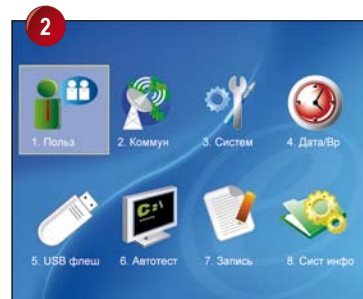 2
1. Польз
2. Коммун
3. Систем
4. Дата/Вр
C:\
5. USB флеш
6. Автотест
7. Запись
8. Сист инфо